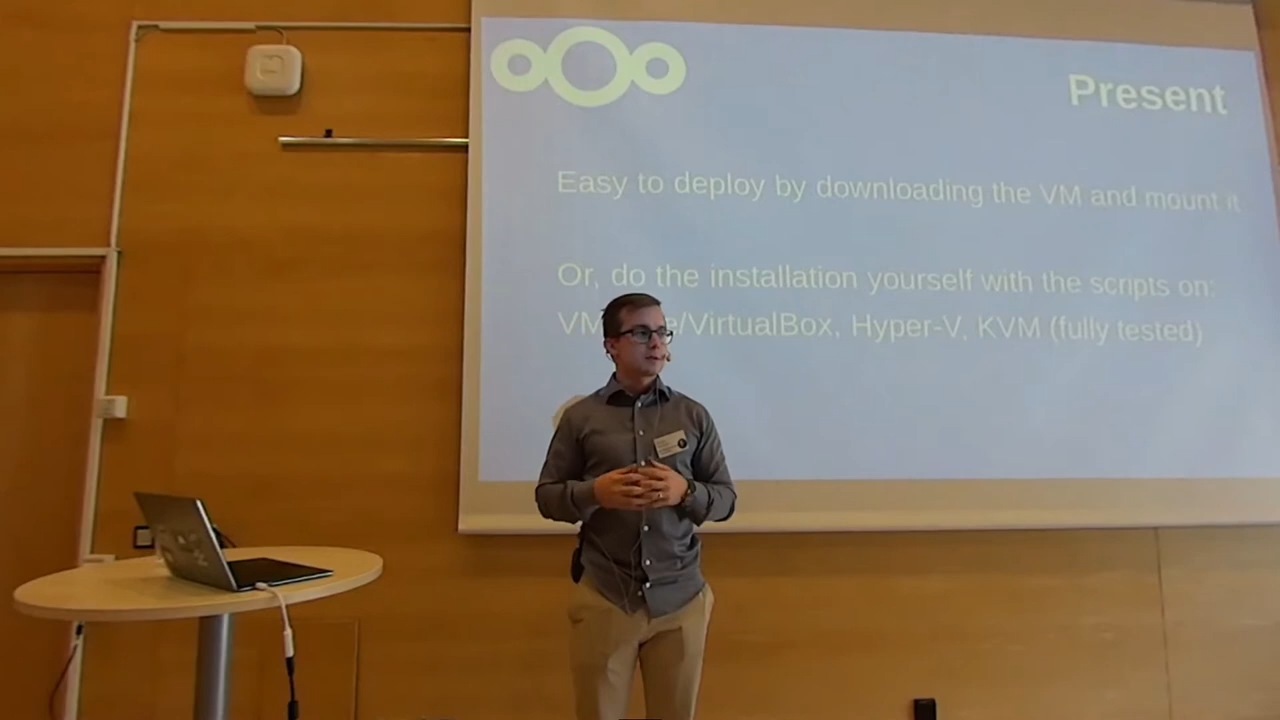 Present
Easy to deploy by downloading the VM and mount it
Or, do the installation yourself with the scripts on:
VM e/VirtualBox, Hyper-V, KVM (fully tested)